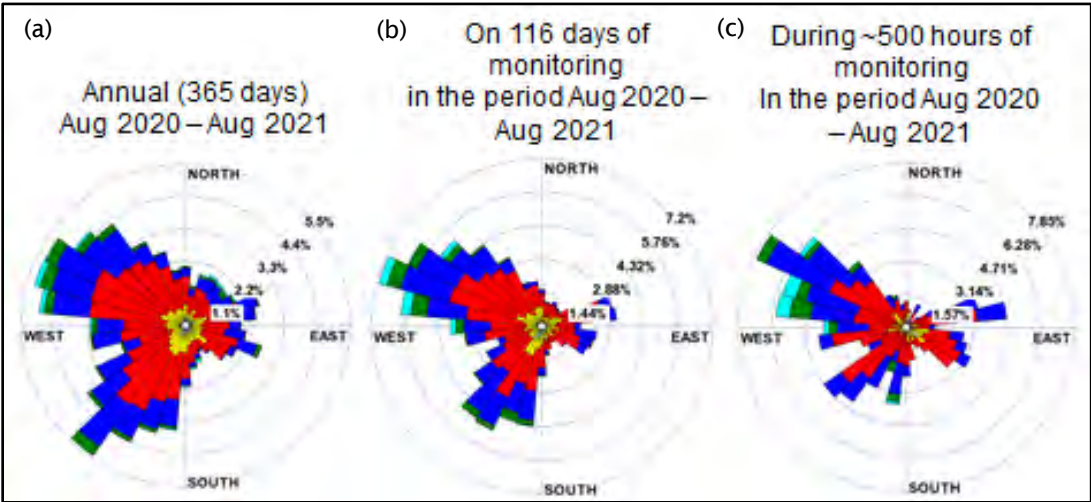 (a)
Annual (365 days)
Aug 2020 – Aug 2021
NORTH
5.5%
4.4%
3.3%
2.2%
1.1%
WEST
EAST
SOUTH
(b)
On 116 days of
monitoring
in the period Aug 2020 –
Aug 2021
NORTH
7.2%
5.76%
4.32%
2.88%
1.44%
WEST
EAST
SOUTH
(c)
During ~500 hours of
monitoring
In the period Aug 2020
– Aug 2021
NORTH
7.85%
6.28%
4.71%
3.14%
1.57%
WEST
EAST
SOUTH